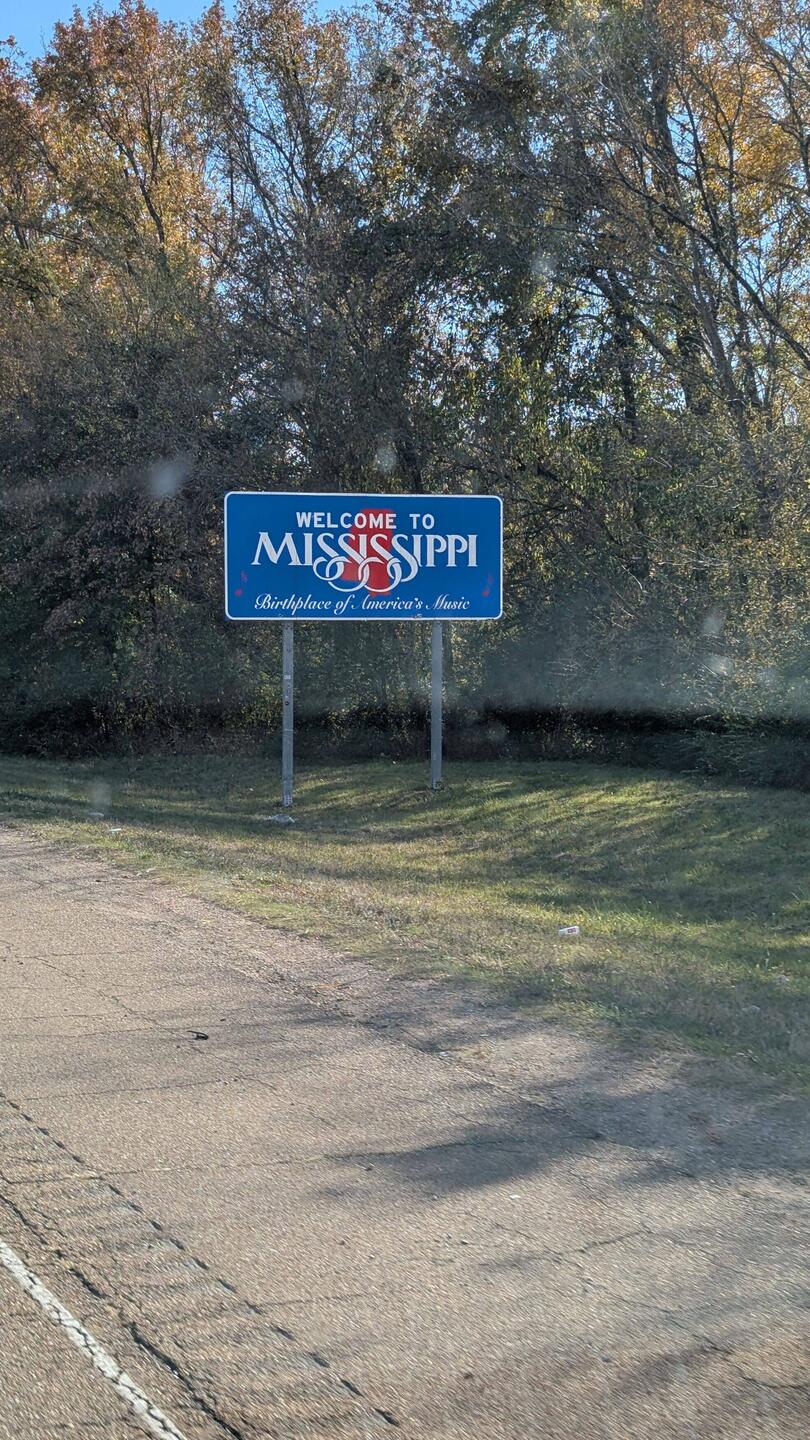 WELCOME TO
MISSISSIPPI
Birthplace of America's Music